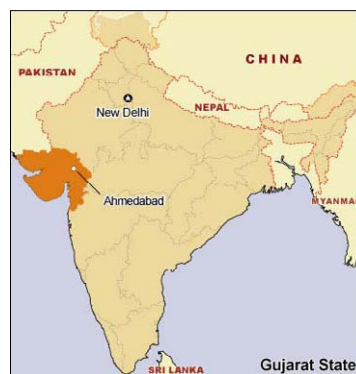 CHINA
PAKISTAN
New Delhi
NEPAL
Ahmedabad
MYANMAR
SRI LANKA
Gujarat State